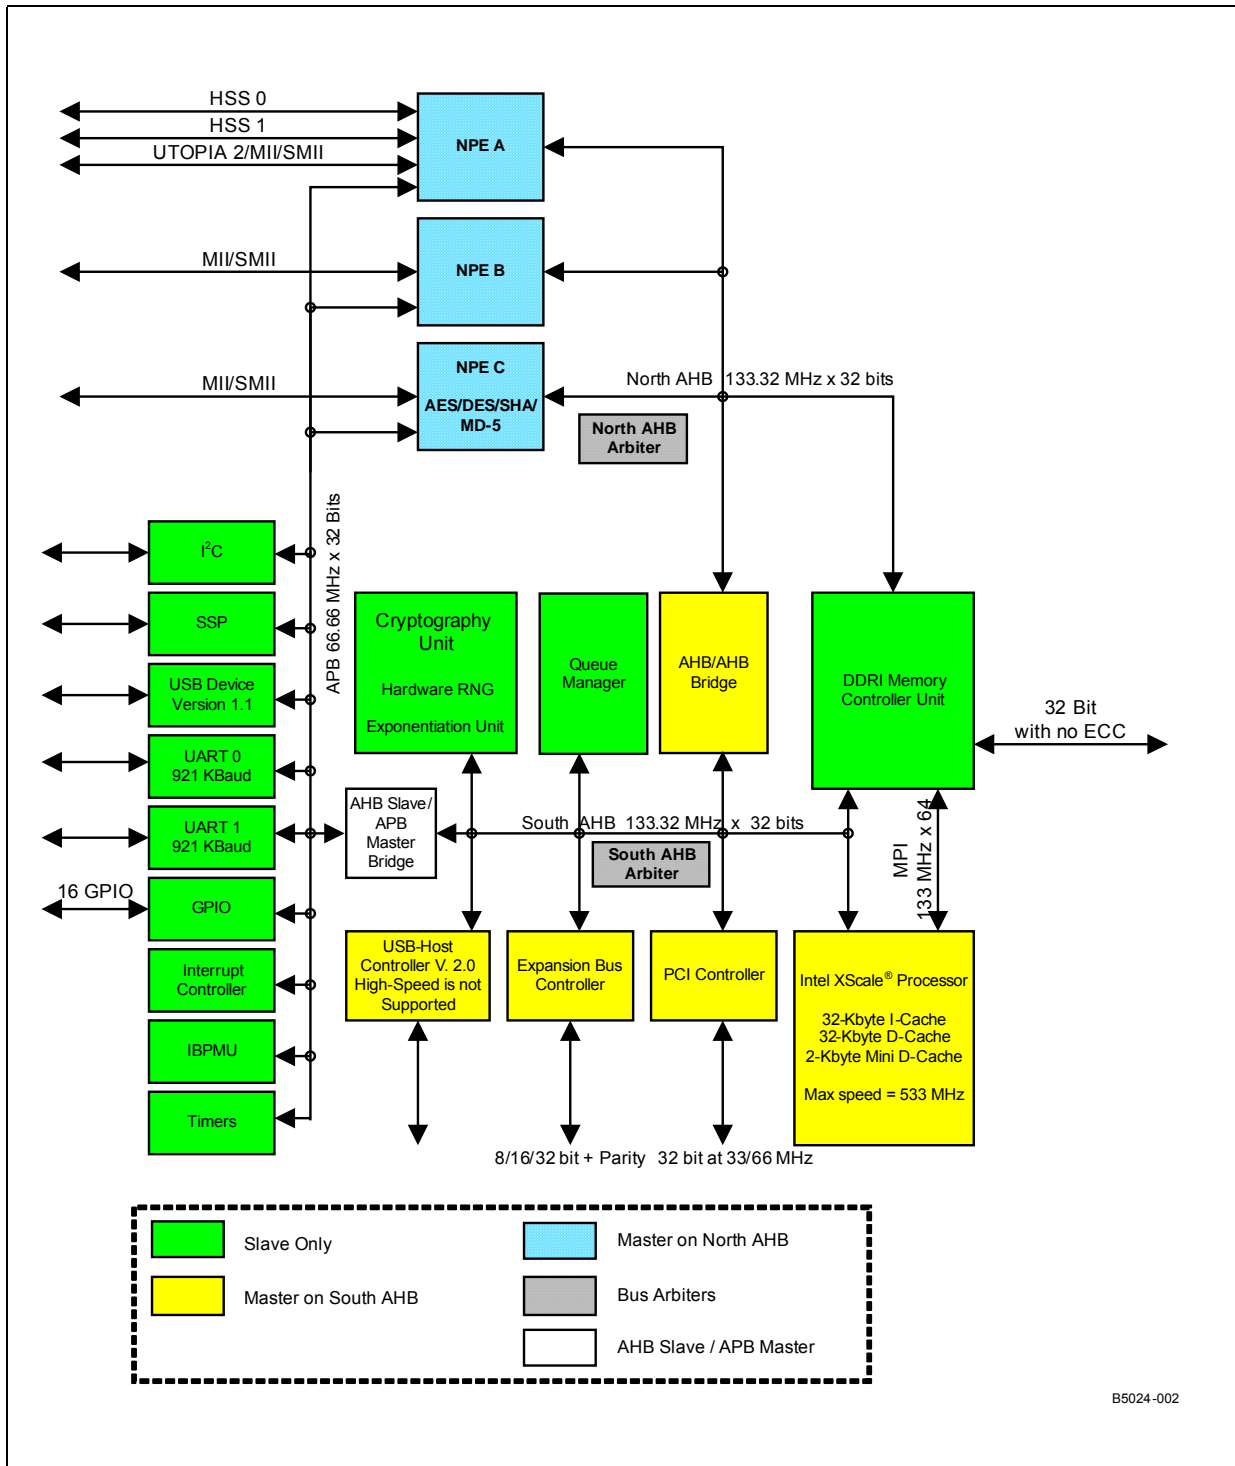 HSS 0
HSS 1
UTOPIA 2/MII/SMII
NPE A
MII/SMII
NPE B
MII/SMII
NPE C
AES/DES/SHA/
MD-5
North AHB 133.32 MHz x 32 bits
North AHB
Arbiter
APB 66.66 MHz x 32 Bits
I²C
SSP
USB Device
Version 1.1
UART 0
921 KBaud
UART 1
921 KBaud
16 GPIO
GPIO
Interrupt
Controller
IBPMU
Timers
Cryptography
Unit
Hardware RNG
Exponentiation Unit
Queue
Manager
AHB/AHB
Bridge
DDRI Memory
Controller Unit
32 Bit
with no ECC
AHB Slave/
APB
Master
Bridge
South AHB 133.32 MHz x 32 bits
South AHB
Arbiter
MPI
133 MHz x 64
USB-Host
Controller V. 2.0
High-Speed is not
Supported
Expansion Bus
Controller
PCI Controller
Intel XScale® Processor
32-Kbyte I-Cache
32-Kbyte D-Cache
2-Kbyte Mini D-Cache
Max speed = 533 MHz
8/16/32 bit + Parity
32 bit at 33/66 MHz
Slave Only
Master on South AHB
Master on North AHB
Bus Arbiters
AHB Slave / APB Master
B5024-002